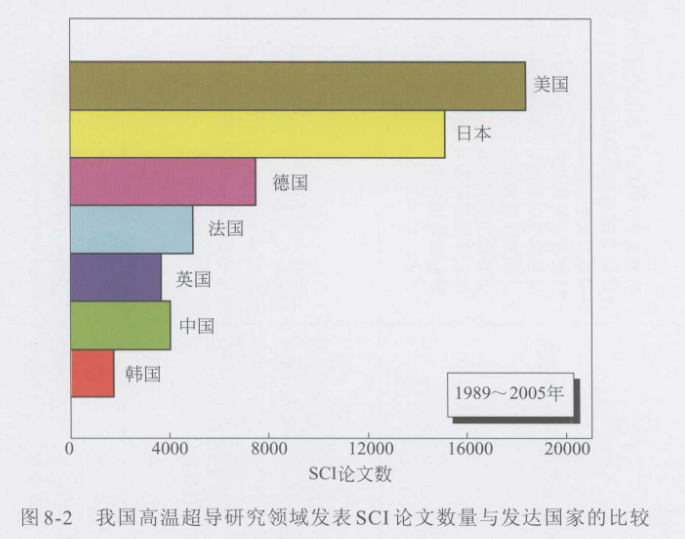 美国
日本
德国
法国
英国
中国
韩国
1989～2005年
0 4000 8000 12000 16000 20000
SCI论文数
图8-2 我国高温超导研究领域发表SCI论文数量与发达国家的比较